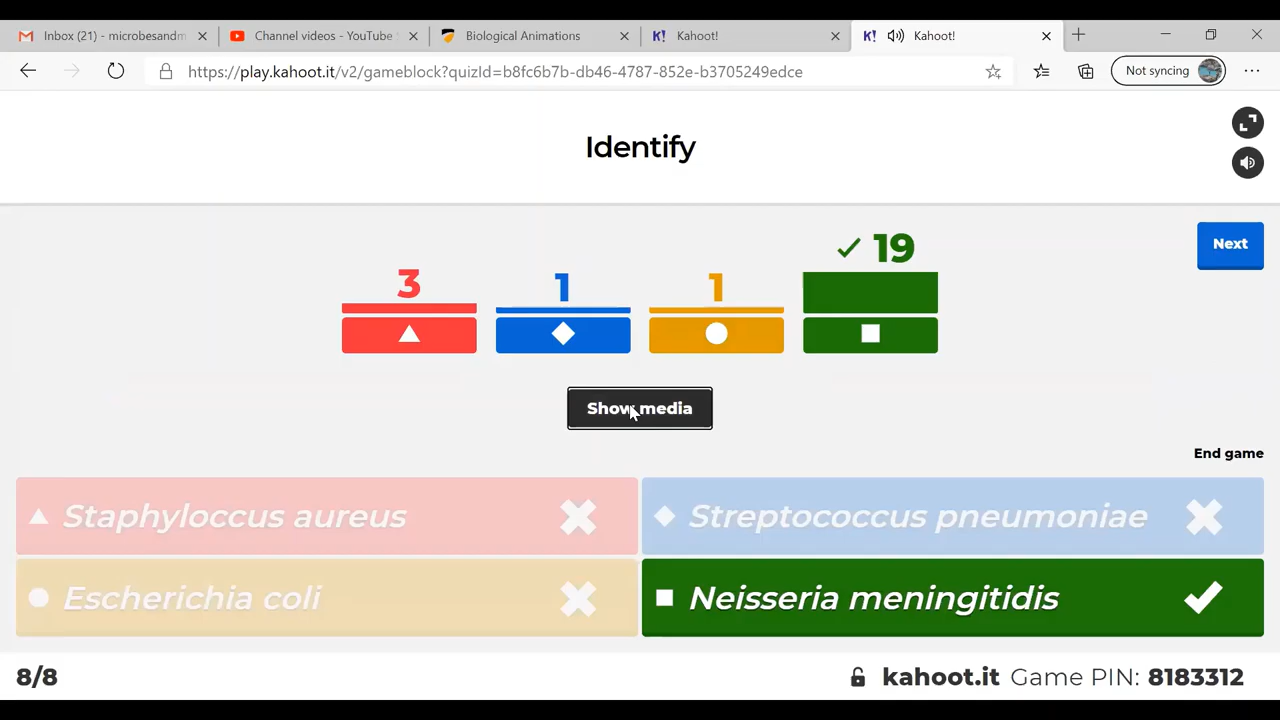 Inbox (21) - microbesandm
Channel videos - YouTube
Biological Animations
K! Kahoot!
K! Kahoot!
https://play.kahoot.it/v2/gameblock?quizId=b8fc6b7b-db46-4787-852e-b3705249edce
Not syncing
Identify
Next
3
1
1
19
Show media
End game
Staphyloccus aureus
Streptococcus pneumoniae
Escherichia coli
Neisseria meningitidis
8/8
kahoot.it Game PIN: 8183312